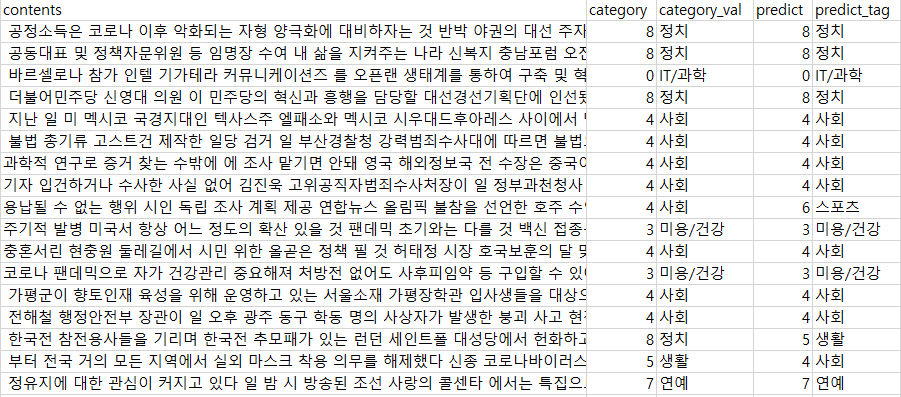 contents category category_val predict predict_tag
공정소득은 코로나 이후 악화되는 자형 양극화에 대비하자는 것 반박 야권의 대선 주자 8 정치 8 정치
공동대표 및 정책자문위원 등 임명장 수여 내 삶을 지켜주는 나라 신복지 충남포럼 오전 8 정치 8 정치
바르셀로나 참가 인텔 기가테라 커뮤니케이션즈 를 오픈랜 생태계를 통하여 구축 및 혁 0 IT/과학 0 IT/과학
더불어민주당 신영대 의원 이 민주당의 혁신과 흥행을 담당할 대선경선기획단에 인선됐 8 정치 8 정치
지난 일 미 멕시코 국경지대인 텍사스주 엘패소와 멕시코 시우대드후아레스 사이에서 4 사회 4 사회
불법 총기류 고스트건 제작한 일당 검거 일 부산경찰청 강력범죄수사대에 따르면 불법 4 사회 4 사회
과학적 연구로 증거 찾는 수밖에 에 조사 맡기면 안돼 영국 해외정보국 전 수장은 중국이 4 사회 4 사회
기자 입건하거나 수사한 사실 없어 김진욱 고위공직자범죄수사처장이 일 정부과천청사 4 사회 4 사회
용납될 수 없는 행위 시인 독립 조사 계획 제공 연합뉴스 올림픽 불참을 선언한 호주 수 4 사회 6 스포츠
주기적 발병 미국서 항상 어느 정도의 확산 있을 것 팬데믹 초기와는 다를 것 백신 접종 3 미용/건강 3 미용/건강
충혼서린 현충원 둘레길에서 시민 위한 올곧은 정책 펼 것 허태정 시장 호국보훈의 달 맞 4 사회 4 사회
코로나 팬데믹으로 자가 건강관리 중요해져 처방전 없어도 사후피임약 등 구입할 수 있 3 미용/건강 3 미용/건강
가평군이 향토인재 육성을 위해 운영하고 있는 서울소재 가평장학관 입사생들을 대상으 4 사회 4 사회
전해철 행정안전부 장관이 일 오후 광주 동구 학동 명의 사상자가 발생한 붕괴 사고 현 4 사회 4 사회
한국전 참전용사들을 기리며 한국전 추모패가 있는 런던 세인트폴 대성당에서 헌화하고 8 정치 5 생활
부터 전국 거의 모든 지역에서 실외 마스크 착용 의무를 해제했다 신종 코로나바이러스 5 생활 4 사회
정유지에 대한 관심이 커지고 있다 일 밤 시 방송된 조선 사랑의 콜센타 에서는 특집으 7 연예 7 연예